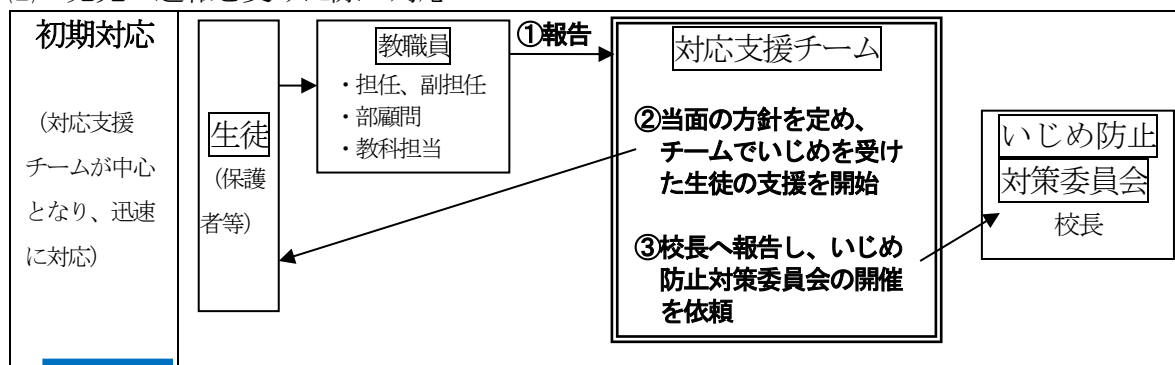 初期対応
(対応支援
チームが中心
となり、迅速
に対応)
生徒
(保護
者等)
教職員
・担任、副担任
・部顧問
・教科担当
①報告
対応支援チーム
②当面の方針を定め、
チームでいじめを受け
た生徒の支援を開始
③校長へ報告し、いじめ
防止対策委員会の開催
を依頼
いじめ防止
対策委員会
校長